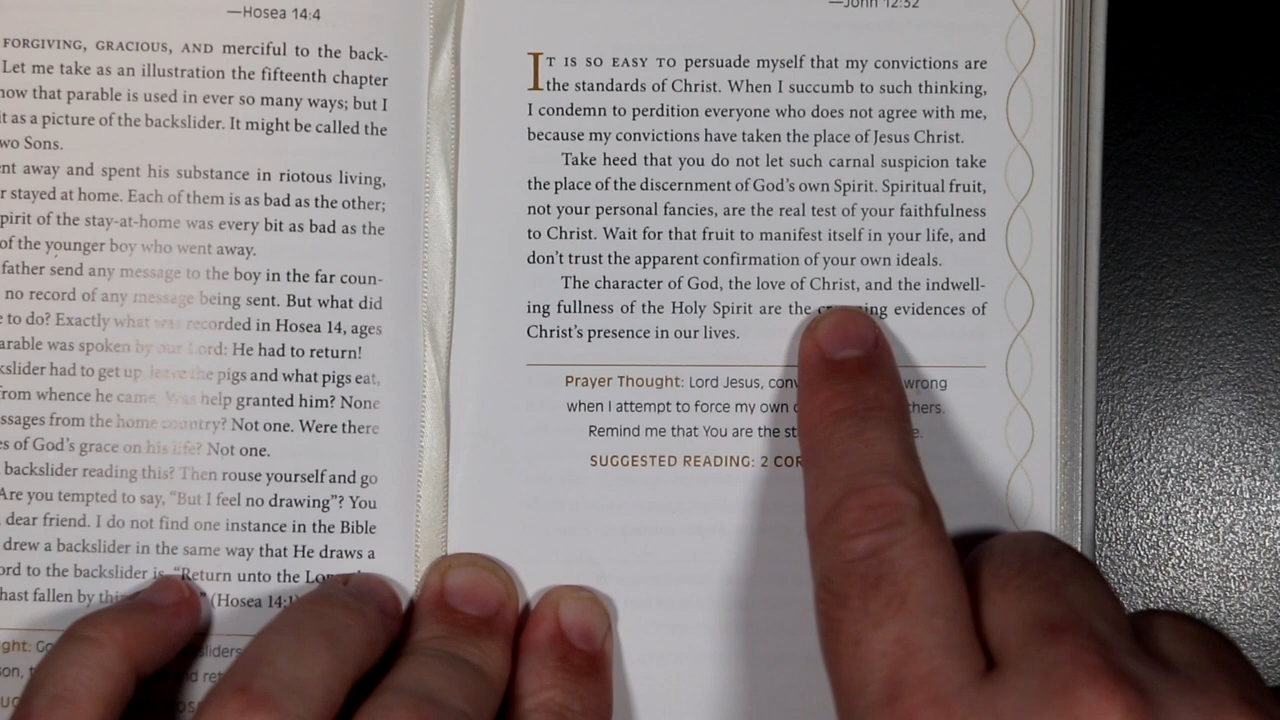 —Hosea 14:4
FORGIVING, GRACIOUS, AND merciful to the back-
Let me take as an illustration the fifteenth chapter
how that parable is used in ever so many ways; but I
it as a picture of the backslider. It might be called the
Sons.
away and spent his substance in riotous living,
stayed at home. Each of them is as bad as the other;
spirit of the stay-at-home was every bit as bad as the
of the younger boy who went away.
father send any message to the boy in the far coun-
no record of any message being sent. But what did
to do? Exactly what was recorded in Hosea 14, ages
parable was spoken by our Lord: He had to return!
had to get up, leave the pigs and what pigs eat,
from whence he came. Was help granted him? None
messages from the home country? Not one. Were there
of God's grace on his life? Not one.
backslider reading this? Then rouse yourself and go
Are you tempted to say, "But I feel no drawing"? You
dear friend. I do not find one instance in the Bible
drew a backslider in the same way that He draws a
to the backslider is, "Return unto the
hast fallen by (Hosea 14:1)
—John 12:32
IT IS SO EASY TO persuade myself that my convictions are
the standards of Christ. When I succumb to such thinking,
I condemn to perdition everyone who does not agree with me,
because my convictions have taken the place of Jesus Christ.
Take heed that you do not let such carnal suspicion take
the place of the discernment of God's own Spirit. Spiritual fruit,
not your personal fancies, are the real test of your faithfulness
to Christ. Wait for that fruit to manifest itself in your life, and
don't trust the apparent confirmation of your own ideals.
The character of God, the love of Christ, and the indwell-
ing fullness of the Holy Spirit are the evidences of
Christ's presence in our lives.
Prayer Thought: Lord Jesus, wrong
when I attempt to force my own
Remind me that You are the
SUGGESTED READING: 2 COR